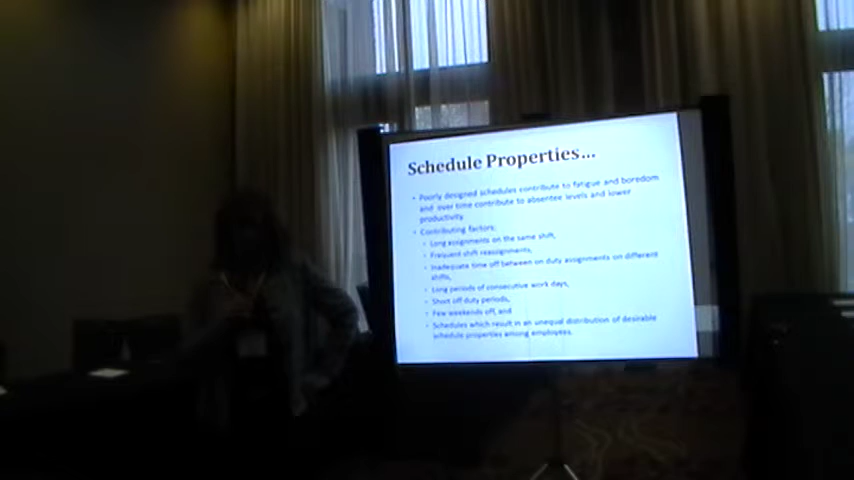 Schedule Properties...
• Poorly designed schedules contribute to fatigue and boredom
and over time contribute to absentee levels and lower
productivity.
• Contributing factors:
• Long assignments on the same shift,
• Frequent shift reassignments,
• Inadequate time off between on duty assignments on different
shifts,
• Long periods of consecutive work days,
• Short off duty periods,
• Few weekends off, and
• Schedules which result in an unequal distribution of desirable
schedule properties among employees.